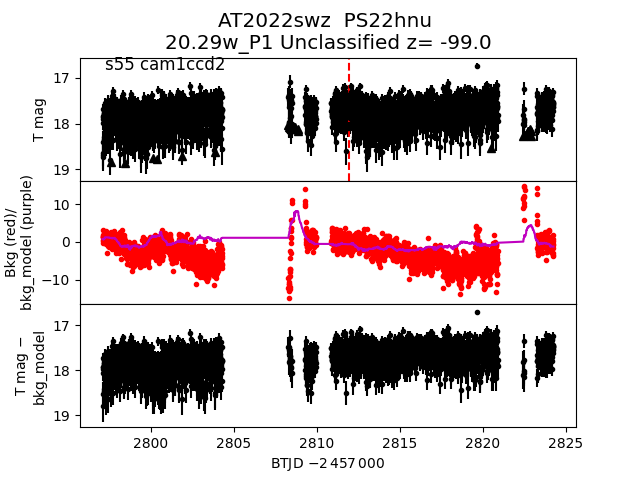 AT2022swz  PS22hnu
20.29w_P1 Unclassified z= -99.0
s55 cam1ccd2
T mag
17
18
19
Bkg (red)/
bkg_model (purple)
10
0
−10
T mag −
bkg_model
17
18
19
2800 2805 2810 2815 2820 2825
BTJD −2 457 000